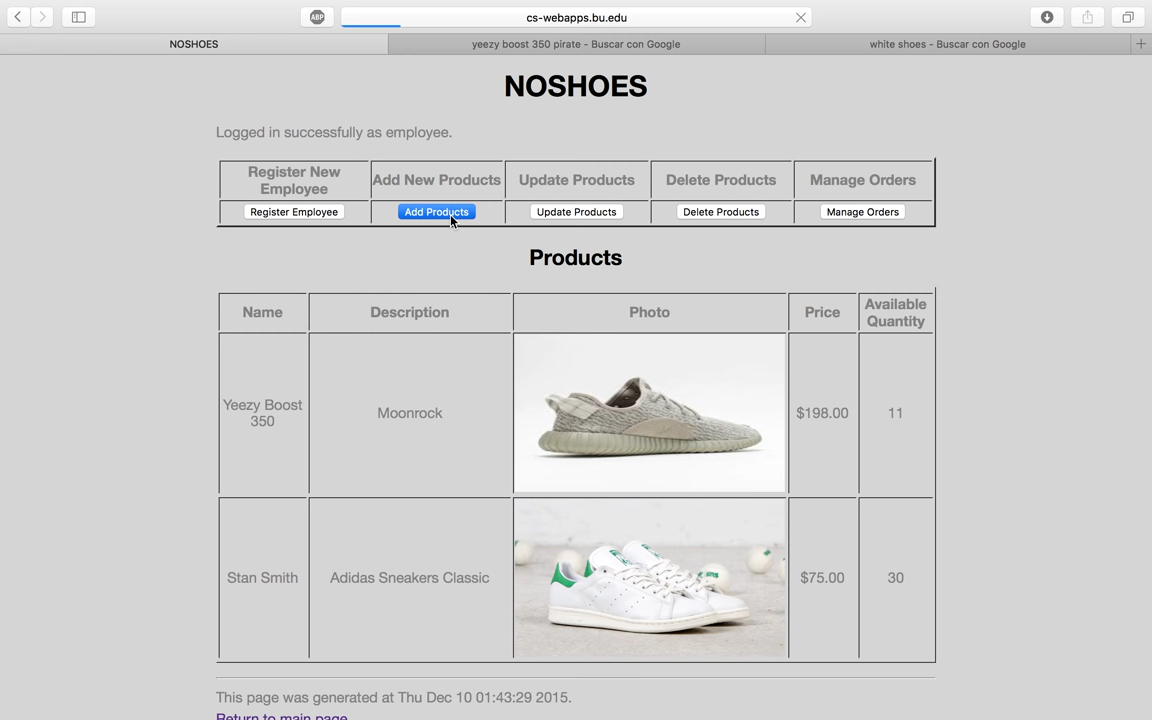 ABP
cs-webapps.bu.edu
NOSHOES
yeezy boost 350 pirate - Buscar con Google
white shoes - Buscar con Google
NOSHOES
Logged in successfully as employee.
Register New
Employee
Add New Products
Update Products
Delete Products
Manage Orders
Register Employee
Add Products
Update Products
Delete Products
Manage Orders
Products
Name
Description
Photo
Price
Available
Quantity
Yeezy Boost
350
Moonrock
$198.00
11
Stan Smith
Adidas Sneakers Classic
$75.00
30
This page was generated at Thu Dec 10 01:43:29 2015.
Return to main page